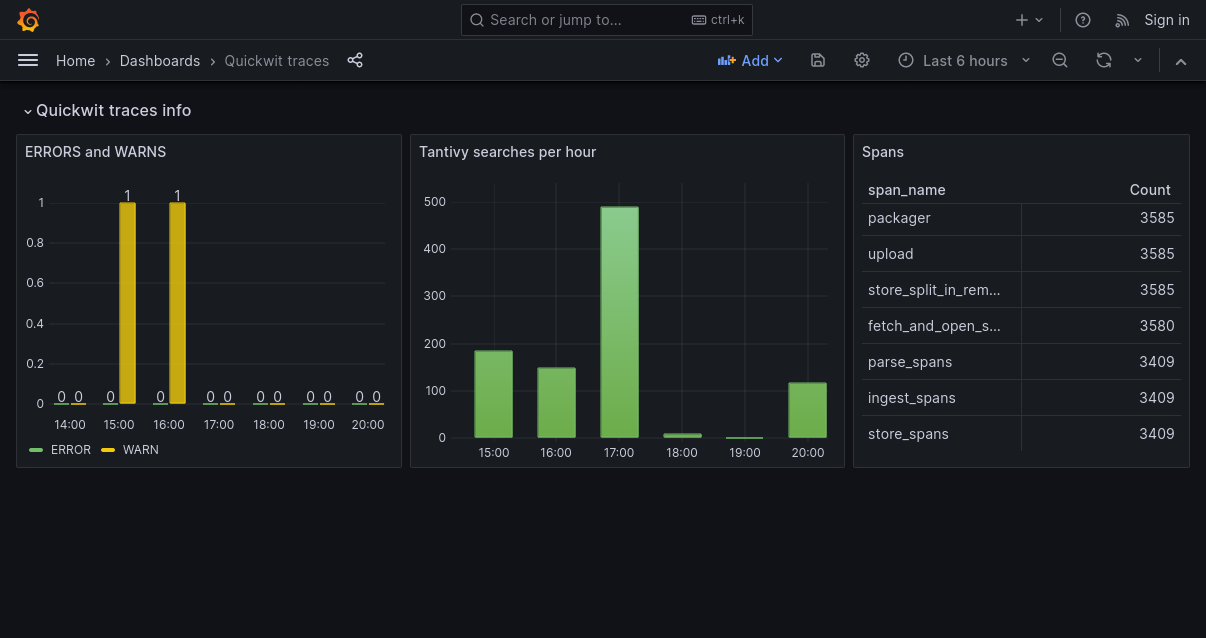 Search or jump to... ctrl+k Sign in
Home › Dashboards › Quickwit traces Add Last 6 hours
Quickwit traces info
ERRORS and WARNS
1
0.8
0.6
0.4
0.2
0
1 1
0 0 0 0 0 0 0 0 0 0 0 0
14:00 15:00 16:00 17:00 18:00 19:00 20:00
ERROR WARN
Tantivy searches per hour
500
400
300
200
100
0
15:00 16:00 17:00 18:00 19:00 20:00
Spans
span_name Count
packager 3585
upload 3585
store_split_in_rem... 3585
fetch_and_open_s... 3580
parse_spans 3409
ingest_spans 3409
store_spans 3409